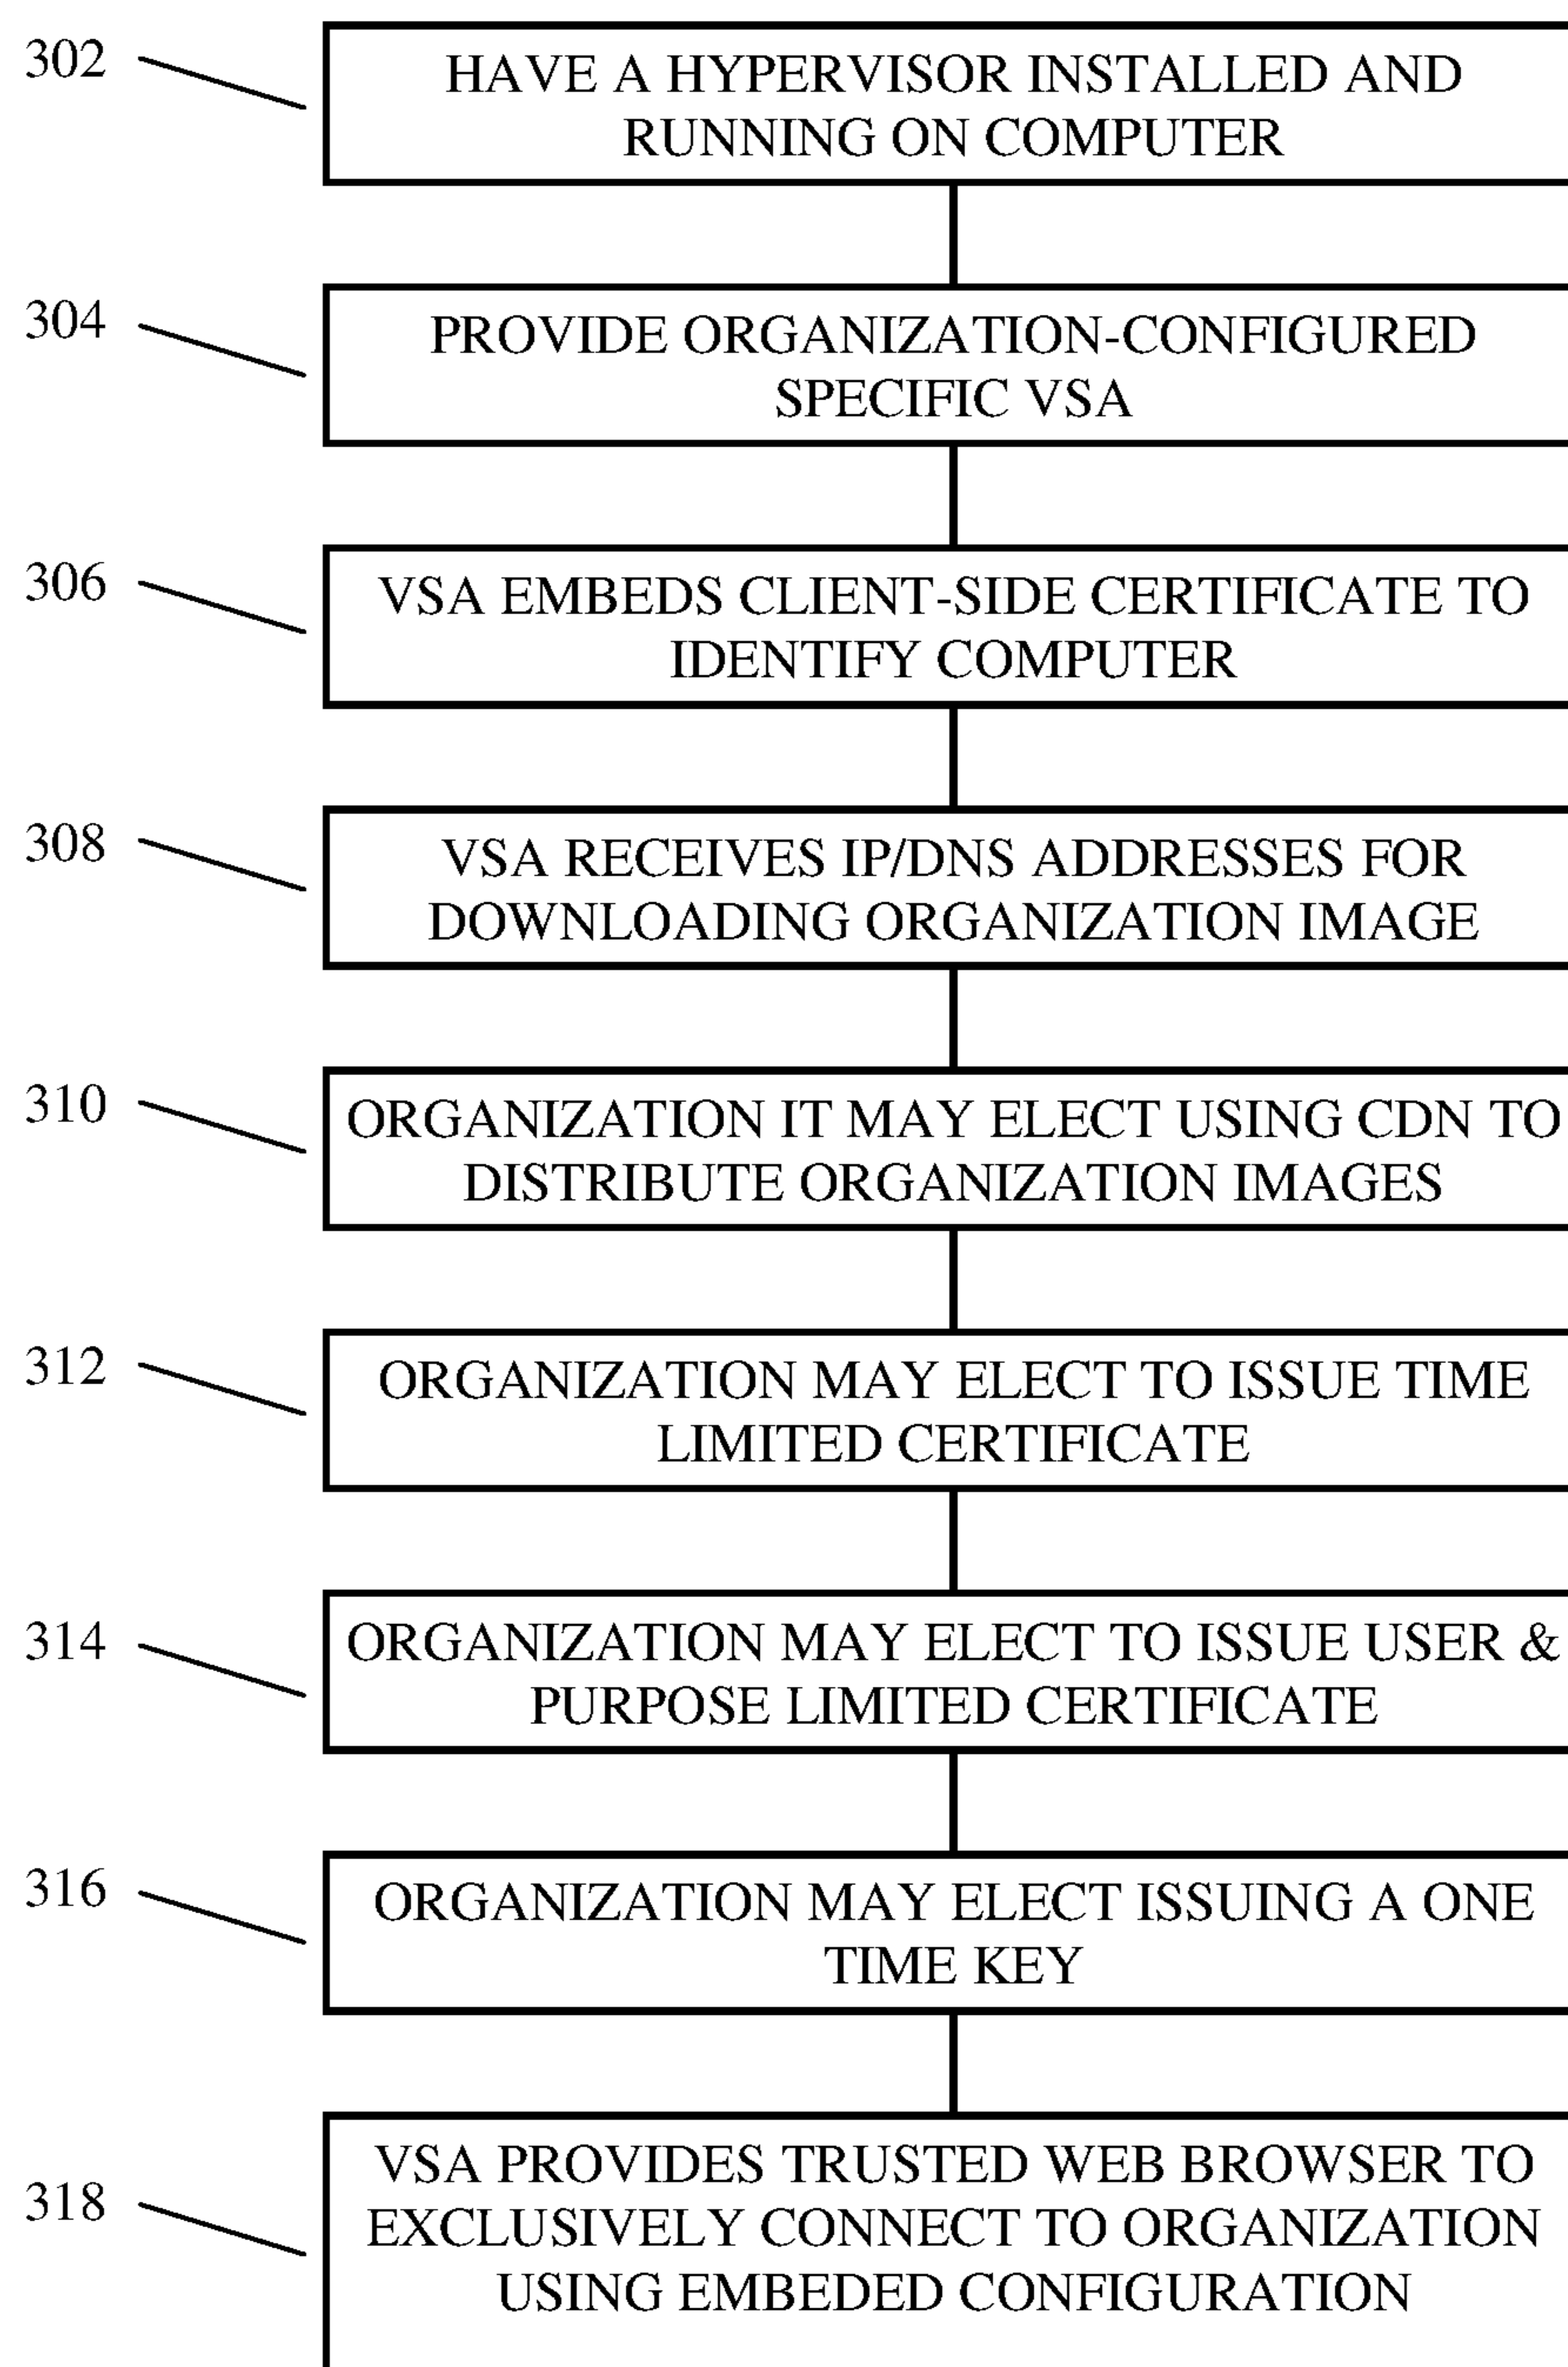 302
HAVE A HYPERVISOR INSTALLED AND
RUNNING ON COMPUTER
304
PROVIDE ORGANIZATION-CONFIGURED
SPECIFIC VSA
306
VSA EMBEDS CLIENT-SIDE CERTIFICATE TO
IDENTIFY COMPUTER
308
VSA RECEIVES IP/DNS ADDRESSES FOR
DOWNLOADING ORGANIZATION IMAGE
310
ORGANIZATION IT MAY ELECT USING CDN TO
DISTRIBUTE ORGANIZATION IMAGES
312
ORGANIZATION MAY ELECT TO ISSUE TIME
LIMITED CERTIFICATE
314
ORGANIZATION MAY ELECT TO ISSUE USER &
PURPOSE LIMITED CERTIFICATE
316
ORGANIZATION MAY ELECT ISSUING A ONE
TIME KEY
318
VSA PROVIDES TRUSTED WEB BROWSER TO
EXCLUSIVELY CONNECT TO ORGANIZATION
USING EMBEDED CONFIGURATION